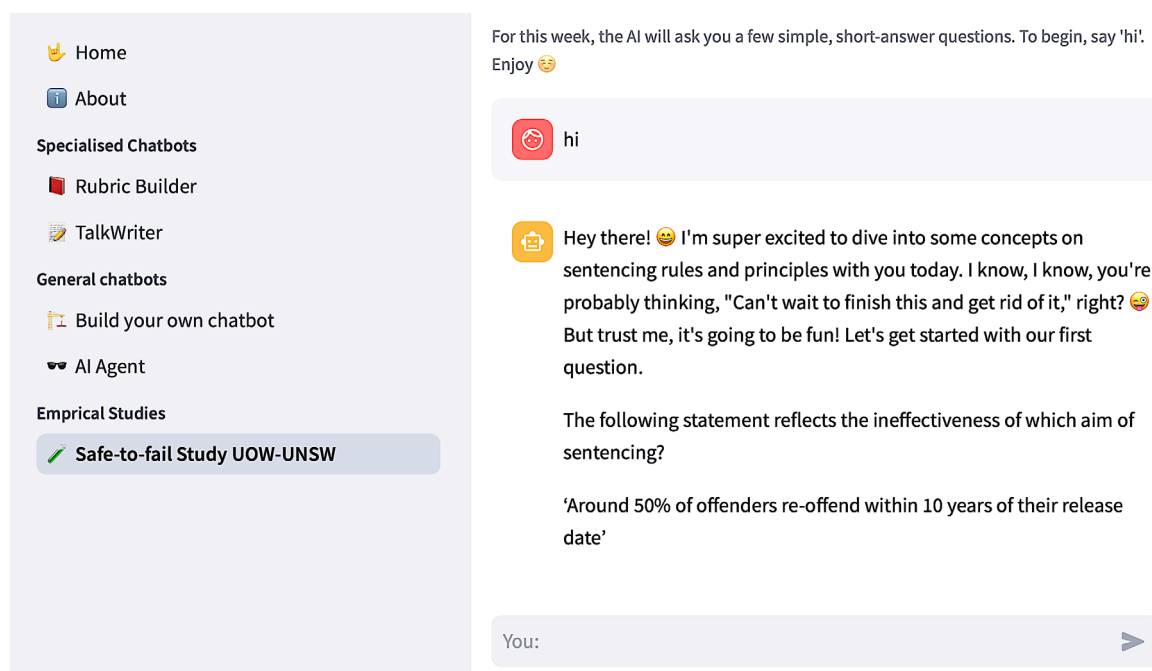 Home
About
Specialised Chatbots
Rubric Builder
TalkWriter
General chatbots
Build your own chatbot
AI Agent
Emprical Studies
Safe-to-fail Study UOW-UNSW
For this week, the AI will ask you a few simple, short-answer questions. To begin, say 'hi'.
Enjoy ☺️
hi
Hey there! 😄 I'm super excited to dive into some concepts on
sentencing rules and principles with you today. I know, I know, you're
probably thinking, "Can't wait to finish this and get rid of it," right? 😜
But trust me, it's going to be fun! Let's get started with our first
question.
The following statement reflects the ineffectiveness of which aim of
sentencing?
‘Around 50% of offenders re-offend within 10 years of their release
date’
You: